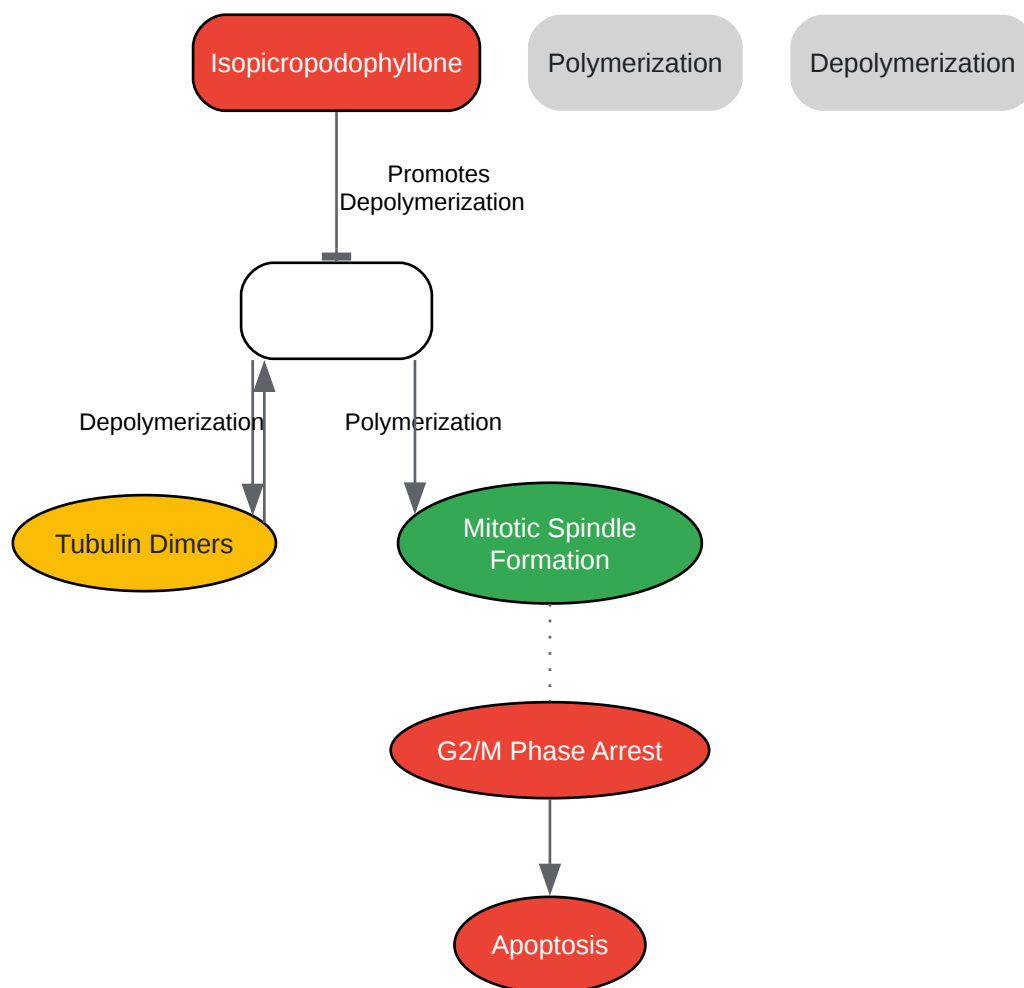 Isopicropodophyllone
Polymerization
Depolymerization
Promotes
Depolymerization
Depolymerization
Polymerization
Tubulin Dimers
Mitotic Spindle
Formation
G2/M Phase Arrest
Apoptosis